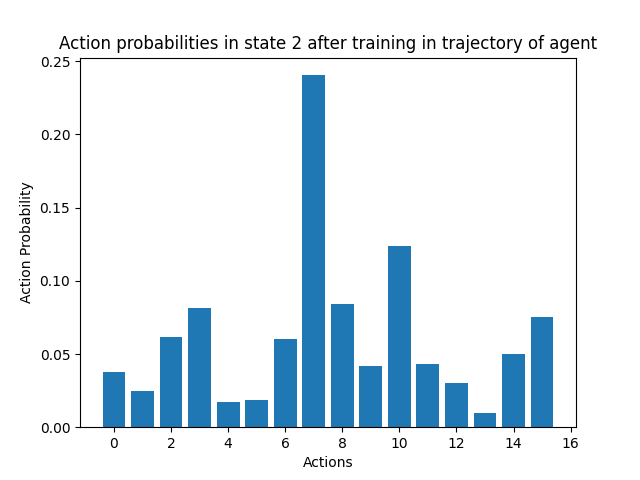 Action probabilities in state 2 after training in trajectory of agent
0.25
0.20
0.15
0.10
0.05
0.00
Action Probability
0 2 4 6 8 10 12 14 16
Actions